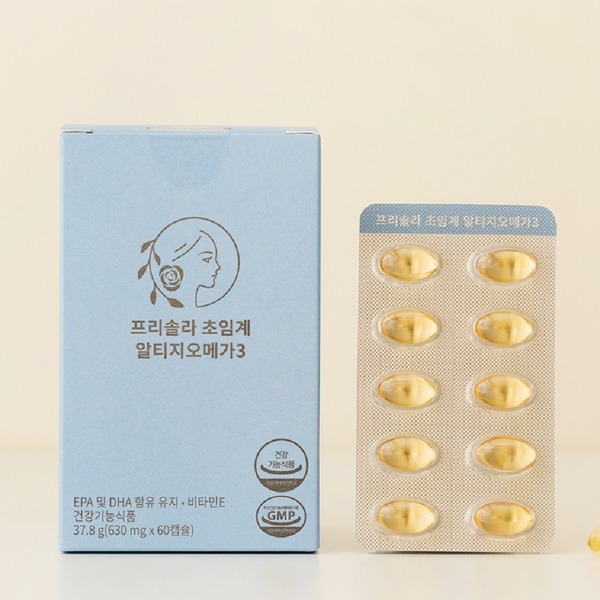 프리솔라 초임계
알티지오메가3
건강
기능식품
EPA 및 DHA 함유 유지 • 비타민E
건강기능식품
37.8 g(630 mg x 60캡슐)
GMP
프리솔라 초임계 알티지오메가3